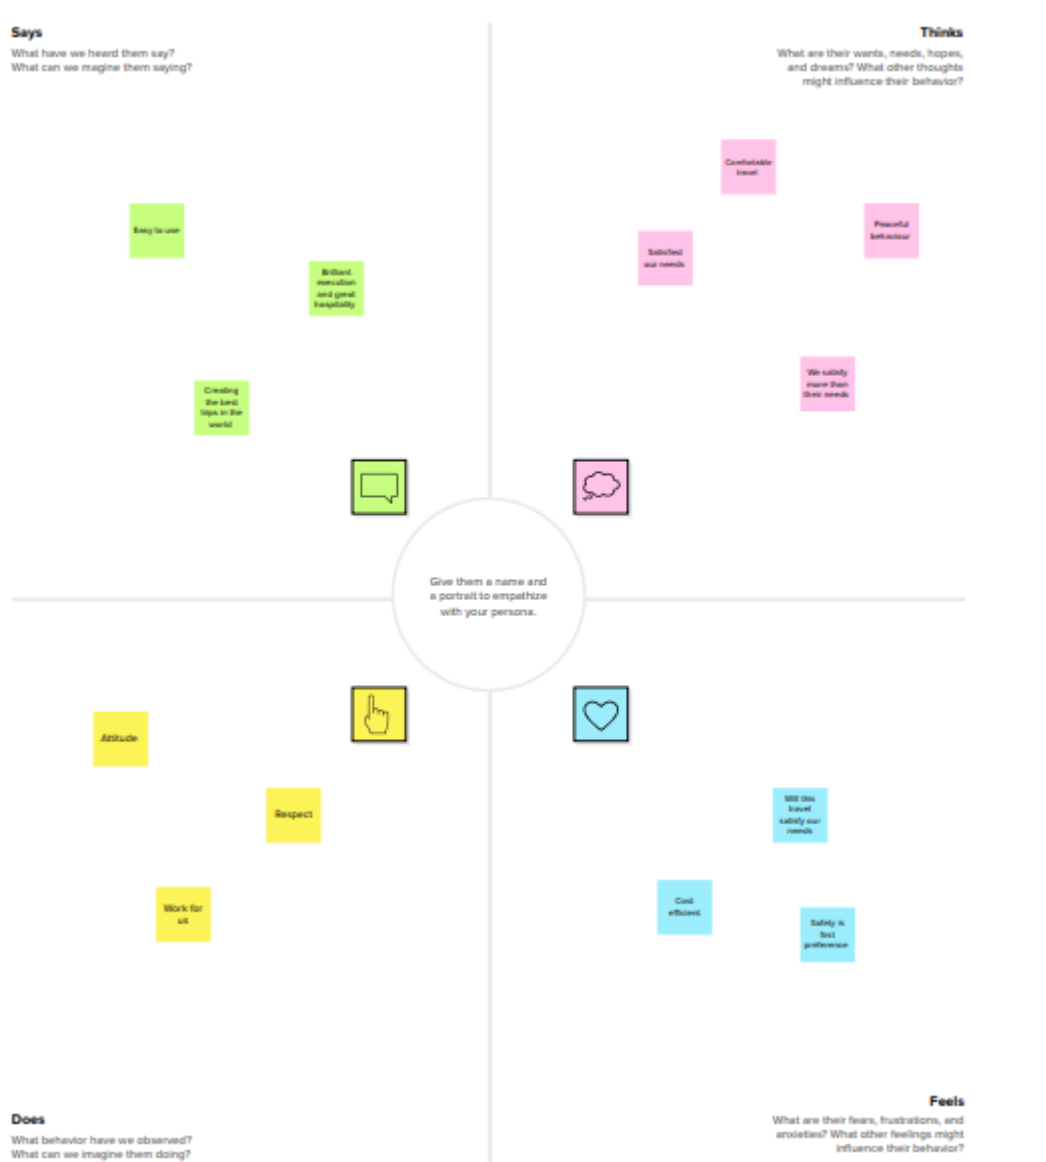 Says
What have we heard them say?
What can we magine them saying?
Thinks
What are their wants, needs, hopes,
and dreams? What other thoughts
might influence their behavior?
Easy to use
Brilliant
execution
and great
hospitality
Creating
the best
trips in the
world
Comfortable
travel
Satisfied
our needs
Peaceful
behaviour
We satisfy
more than
their needs
Give them a name and
a portrait to empathize
with your persona.
Attitude
Respect
Work for
us
Will this
travel
satisfy our
needs
Cost
efficient
Safety is
first
preference
Does
What behavior have we observed?
What can we imagine them doing?
Feels
What are their fears, frustrations, and
anxieties? What other feelings might
influence their behavior?